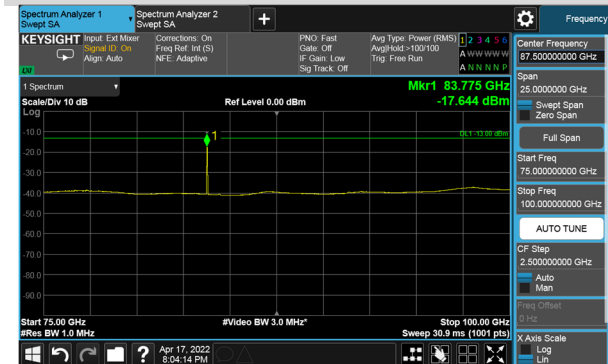 Spectrum Analyzer 1
Swept SA
Spectrum Analyzer 2
Swept SA
Frequency
KEYSIGHT
Input: Ext Mixer
Signal ID: On
Align: Auto
Corrections: On
Freq Ref: Int (S)
NFE: Adaptive
PNO: Fast
Gate: Off
IF Gain: Low
Sig Track: Off
Avg Type: Power (RMS)
Avg|Hold:>100/100
Trig: Free Run
1 2 3 4 5 6
A W W W W W
A N N N N P
LXI
1 Spectrum
Scale/Div 10 dB
Ref Level 0.00 dBm
Mkr1 83.775 GHz
-17.644 dBm
Log
-10.0
-20.0
-30.0
-40.0
-50.0
-60.0
-70.0
-80.0
-90.0
1
DL1 -13.00 dBm
Start 75.00 GHz
#Res BW 1.0 MHz
#Video BW 3.0 MHz*
Stop 100.00 GHz
Sweep 30.9 ms (1001 pts)
Apr 17, 2022
8:04:14 PM
?
Center Frequency
87.50000000 GHz
Span
25.0000000 GHz
Swept Span
Zero Span
Full Span
Start Freq
75.00000000 GHz
Stop Freq
100.000000000 GHz
AUTO TUNE
CF Step
2.500000000 GHz
Auto
Man
Freq Offset
0 Hz
X Axis Scale
Log
Lin